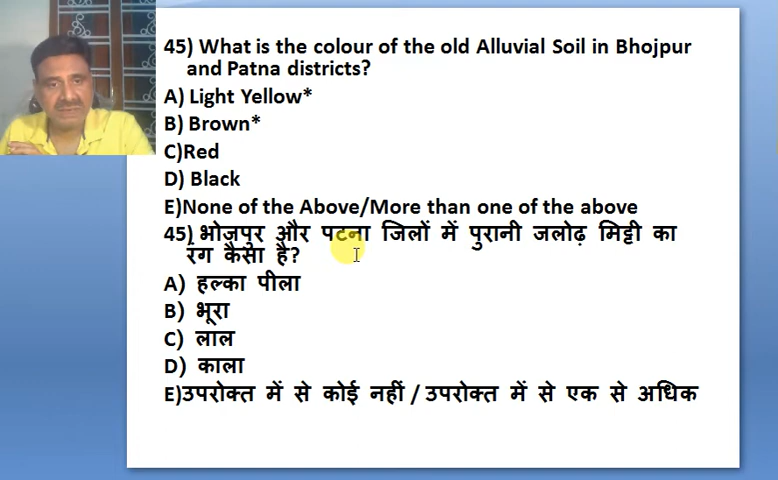 45) What is the colour of the old Alluvial Soil in Bhojpur
and Patna districts?
A) Light Yellow*
B) Brown*
C)Red
D) Black
E)None of the Above/More than one of the above
45) भोजपुर और पटना जिलों में पुरानी जलोढ़ मिट्टी का
रंग कैसा है?
A) हल्का पीला
B) भूरा
C) लाल
D) काला
E)उपरोक्त में से कोई नहीं / उपरोक्त में से एक से अधिक